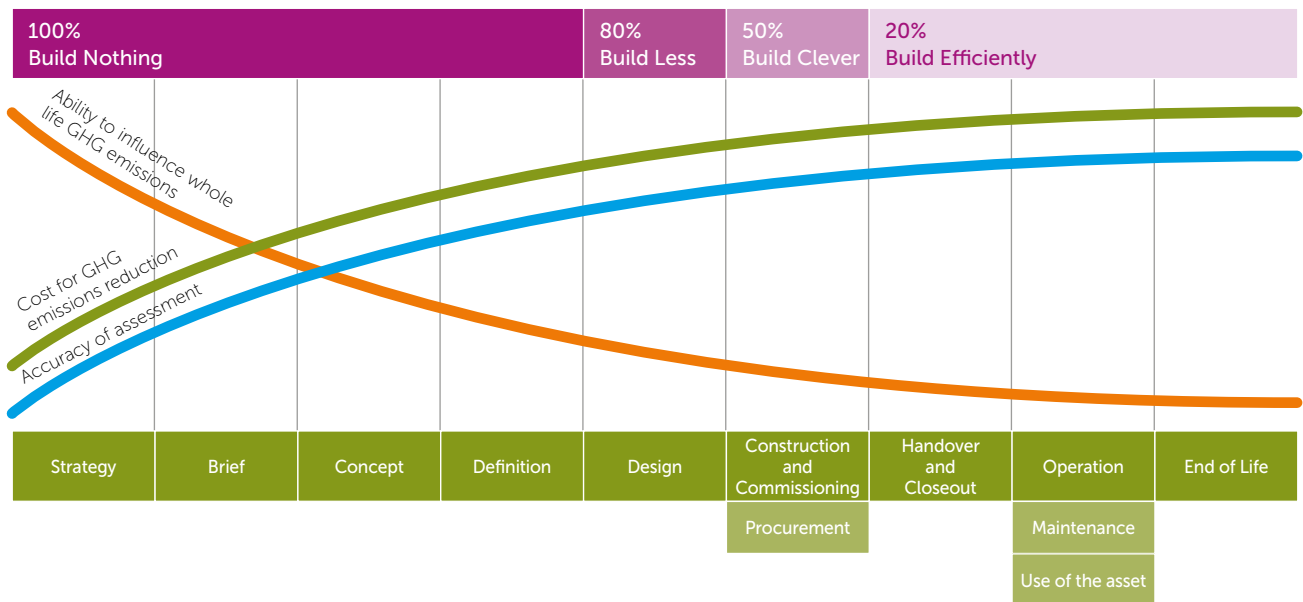 100%
Build Nothing
80%
Build Less
50%
Build Clever
20%
Build Efficiently
Ability to influence whole
life GHG emissions
Cost for GHG
emissions reduction
Accuracy of assessment
Strategy
Brief
Concept
Definition
Design
Construction
and
Commissioning
Handover
and
Closeout
Operation
End of Life
Procurement
Maintenance
Use of the asset